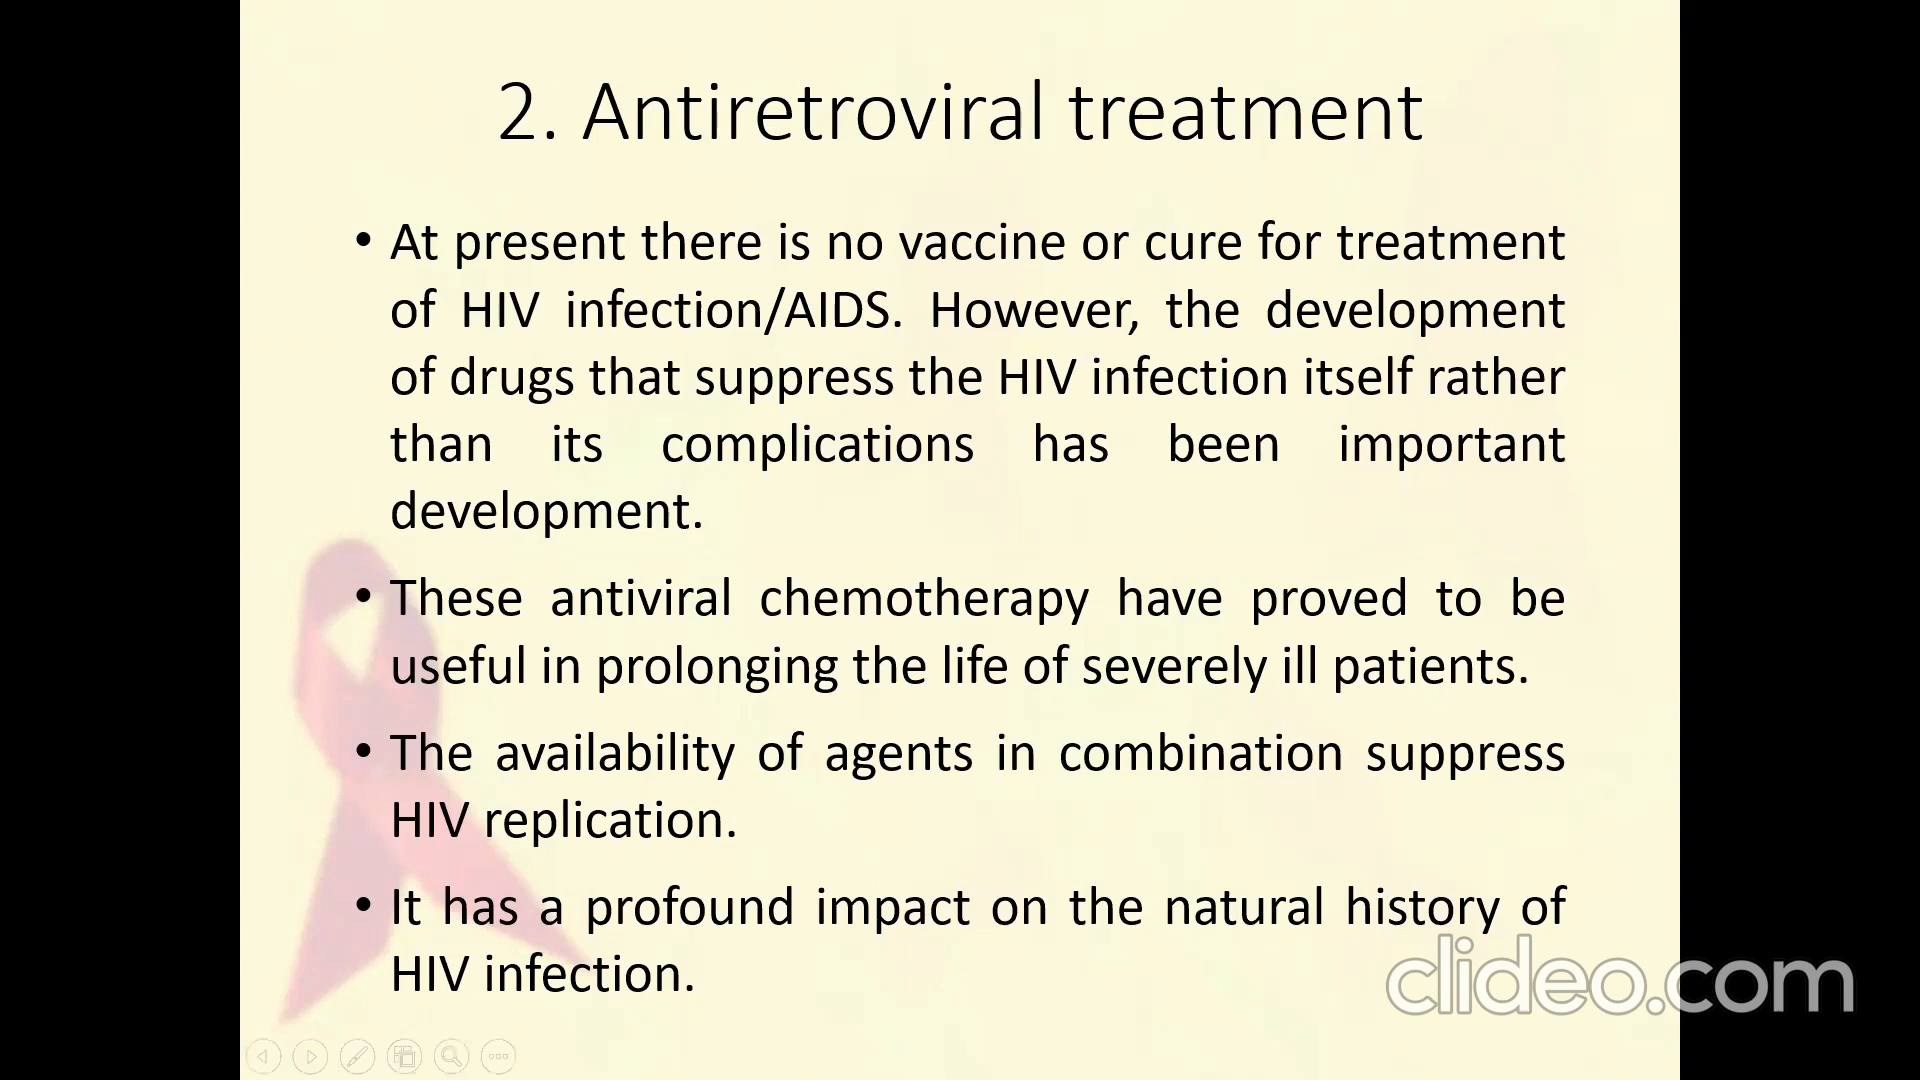 2. Antiretroviral treatment
• At present there is no vaccine or cure for treatment
of HIV infection/AIDS. However, the development
of drugs that suppress the HIV infection itself rather
than its complications has been important
development.
• These antiviral chemotherapy have proved to be
useful in prolonging the life of severely ill patients.
• The availability of agents in combination suppress
HIV replication.
• It has a profound impact on the natural history of
HIV infection.
clideo.com